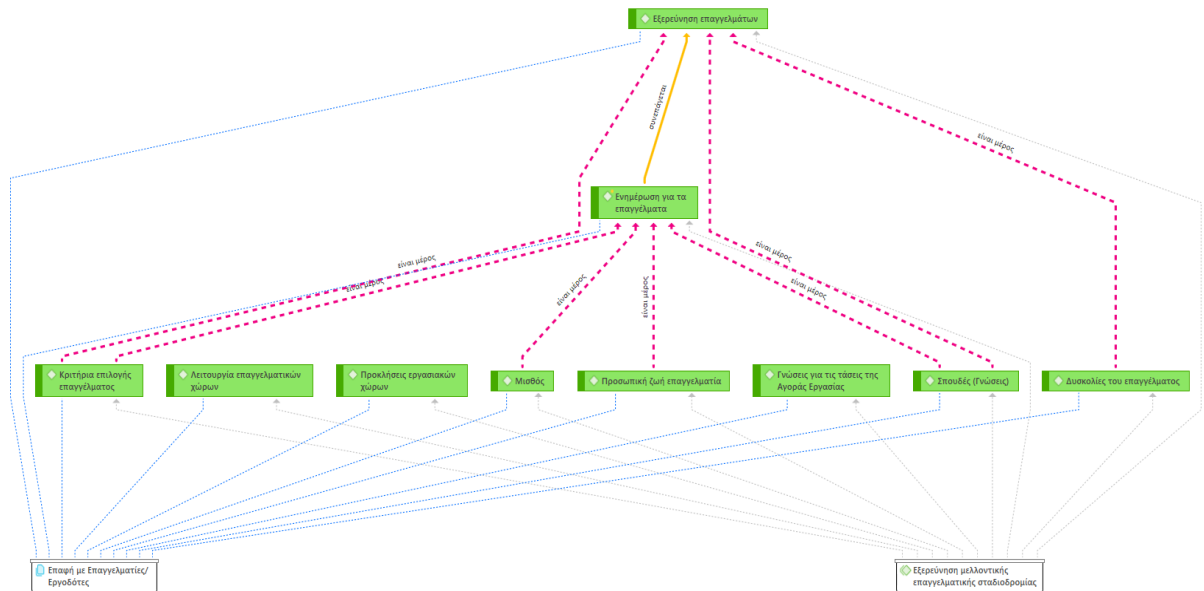 Εξερεύνηση επαγγελμάτων
συνεπάγεται
είναι μέρος
Ενημέρωση για τα
επαγγέλματα
είναι μέρος
είναι μέρος
είναι μέρος
είναι μέρος
είναι μέρος
είναι μέρος
Κριτήρια επιλογής
επαγγέλματος
Λειτουργία επαγγελματικών
χώρων
Προκλήσεις εργασιακών
χώρων
Μισθός
Προσωπική ζωή επαγγελματία
Γνώσεις για τις τάσεις της
Αγοράς Εργασίας
Σπουδές (Γνώσεις)
Δυσκολίες του επαγγέλματος
Επαφή με Επαγγελματίες/
Εργοδότες
Εξερεύνηση μελλοντικής
επαγγελματικής σταδιοδρομίας